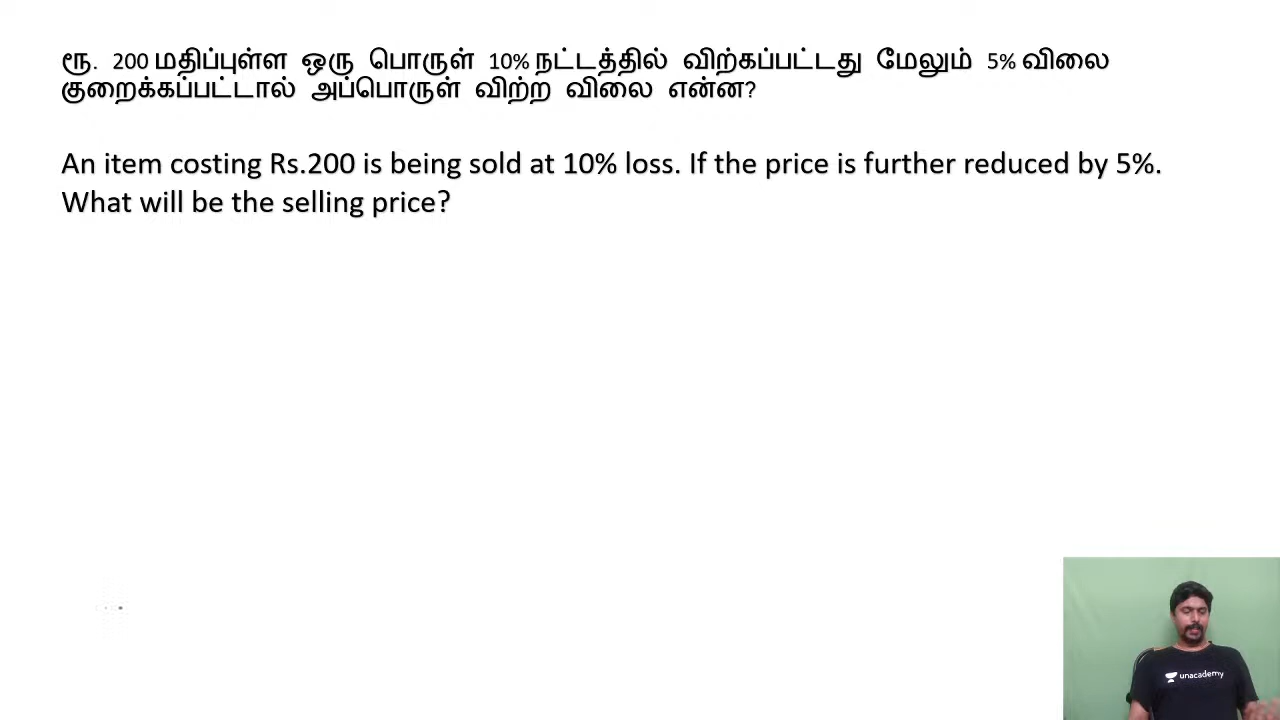 ரூ. 200 மதிப்புள்ள ஒரு பொருள் 10% நட்டத்தில் விற்கப்பட்டது மேலும் 5% விலை
குறைக்கப்பட்டால் அப்பொருள் விற்ற விலை என்ன?
An item costing Rs.200 is being sold at 10% loss. If the price is further reduced by 5%.
What will be the selling price?
unacademy